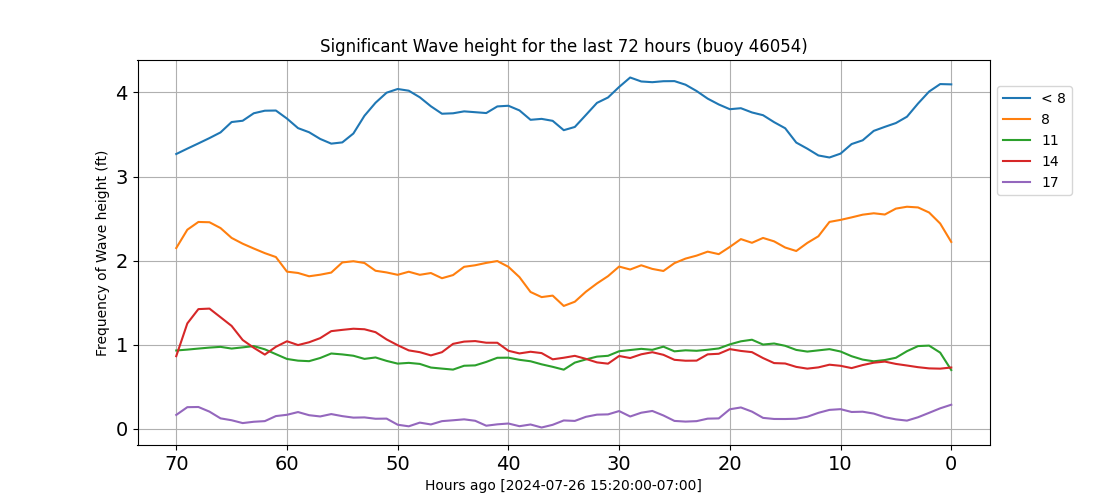 Significant Wave height for the last 72 hours (buoy 46054)
Frequency of Wave height (ft)
4
3
2
1
0
70 60 50 40 30 20 10 0
Hours ago [2024-07-26 15:20:00-07:00]
< 8
8
11
14
17